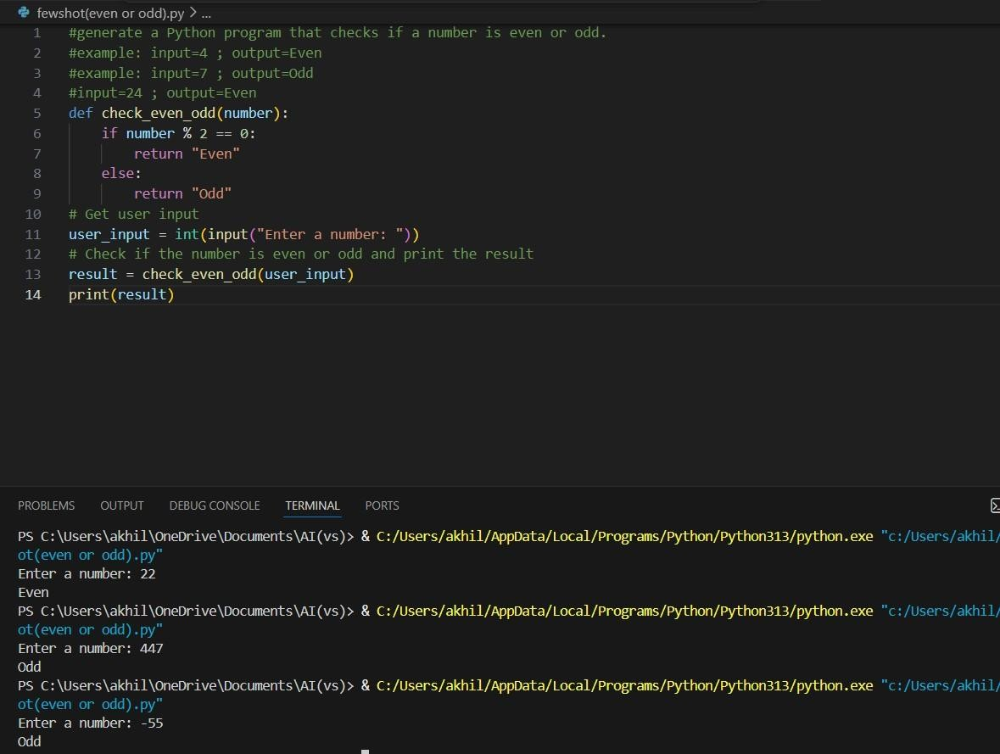 fewshot(even or odd).py > ...
1 #generate a Python program that checks if a number is even or odd.
2 #example: input=4 ; output=Even
3 #example: input=7 ; output=Odd
4 #input=24 ; output=Even
5 def check_even_odd(number):
6     if number % 2 == 0:
7         return "Even"
8     else:
9         return "Odd"
10 # Get user input
11 user_input = int(input("Enter a number: "))
12 # Check if the number is even or odd and print the result
13 result = check_even_odd(user_input)
14 print(result)
PROBLEMS OUTPUT DEBUG CONSOLE TERMINAL PORTS
PS C:\Users\akhil\OneDrive\Documents\AI(vs)> & C:/Users/akhil/AppData/Local/Programs/Python/Python313/python.exe "c:/Users/akhil/
ot(even or odd).py"
Enter a number: 22
Even
PS C:\Users\akhil\OneDrive\Documents\AI(vs)> & C:/Users/akhil/AppData/Local/Programs/Python/Python313/python.exe "c:/Users/akhil/
ot(even or odd).py"
Enter a number: 447
Odd
PS C:\Users\akhil\OneDrive\Documents\AI(vs)> & C:/Users/akhil/AppData/Local/Programs/Python/Python313/python.exe "c:/Users/akhil/
ot(even or odd).py"
Enter a number: -55
Odd